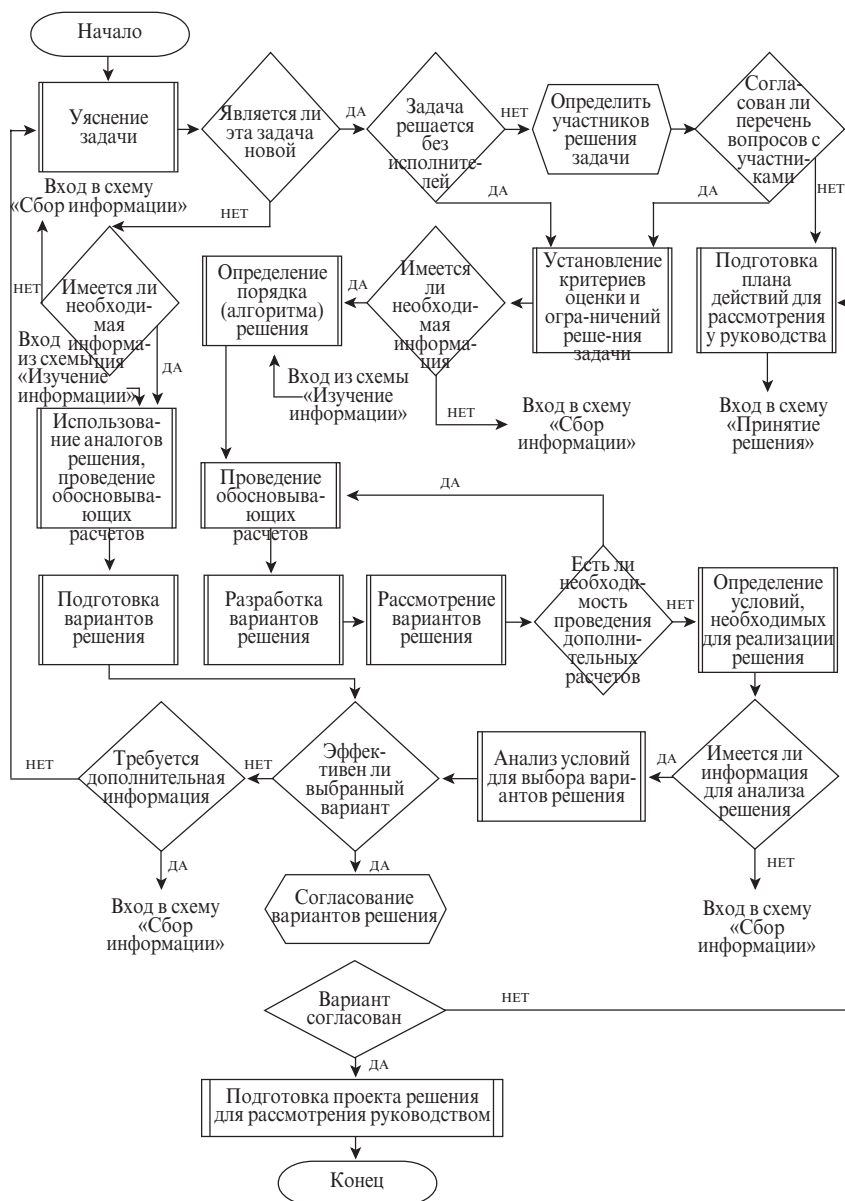 Начало
Уяснение
задачи
Является ли
эта задача
новой
ДА
Задача
решается
без
исполните-
лей
НЕТ
Определить
участников
решения
задачи
Согла-
сован ли
перечень
вопросов с
участни-
ками
НЕТ
ДА
ДА
НЕТ
Вход в схему
«Сбор информации»
НЕТ
Имеется ли
необходи-
мая
информа-
ция
ДА
Вход
из схемы
«Изучение
информации»
Определение
порядка
(алгоритма)
решения
ДА
Имеется
ли
необходи-
мая
информа-
ция
Установление
критериев
оценки и
огра-ничений
реше-ния
задачи
Подготовка
плана
действий для
рассмотрения
у руководства
Вход из схемы
«Изучение
информации»
НЕТ
Вход в схему
«Сбор
информации»
Вход в схему
«Принятие
решения»
Использова-
ние аналогов
решения,
проведение
обосновыва-
ющих
расчетов
Проведение
обосновыва-
ющих
расчетов
ДА
Подготовка
вариантов
решения
Разработка
вариантов
решения
Рассмотрение
вариантов
решения
Есть ли
необходи-
мость
проведения
дополни-
тельных
расчетов
НЕТ
Определение
условий,
необходимых
для реализации
решения
НЕТ
Требуется
дополнительная
информация
НЕТ
Эффек-
тивен ли
выбранный
вариант
Анализ условий
для выбора вари-
антов решения
ДА
Имеется ли
информация
для анализа
решения
ДА
Вход в схему
«Сбор
информации»
ДА
Согласование
вариантов решения
НЕТ
Вход в схему
«Сбор
информации»
Вариант
согласован
НЕТ
ДА
Подготовка проекта решения
для рассмотрения руководством
Конец